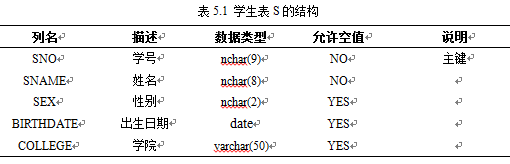 表 5.1 学生表 S 的结构
列名 描述 数据类型 允许空值 说明
SNO 学号 nchar(9) NO 主键
SNAME 姓名 nchar(8) NO
SEX 性别 nchar(2) YES
BIRTHDATE 出生日期 date YES
COLLEGE 学院 varchar(50) YES